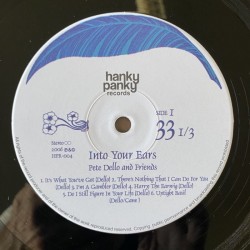 hanky
panky
records
SIDE 1
33 1/3
Stereo
2006
HPR-004
Into Your Ears
Pete Dello and Friends
1. It's What You've Got (Dello) 2. There's Nothing That I Can Do For You
(Dello) 3. I'm A Gambler (Dello) 4. Harry The Earwig (Dello)
5. Do I Still Figure In Your Life (Dello) 6. Uptight Basil
(Dello/Cane)